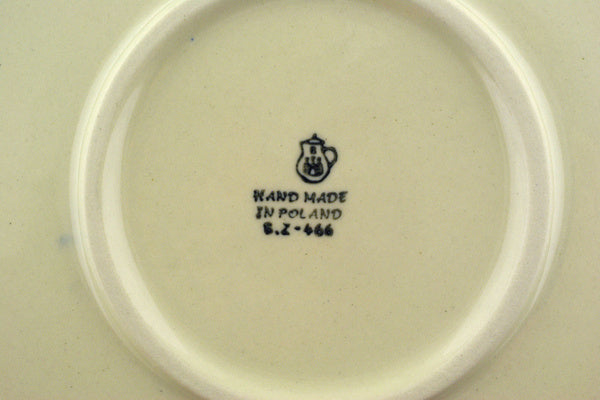 B
HAND MADE
IN POLAND
B.Z-466